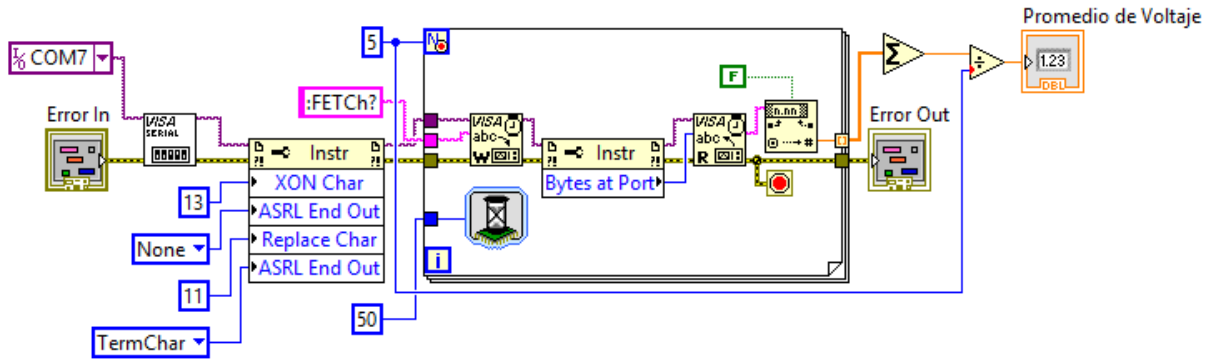 Promedio de Voltaje
I/O COM7
5
N
1.23
DBL
:FETCh?
F
Error In
VISA
SERIAL
VISA
abc
W
VISA
abc
R
n.nn
#
Σ
÷
Error Out
Instr
Instr
XON Char
Bytes at Port
13
ASRL End Out
None
Replace Char
ASRL End Out
i
11
50
TermChar